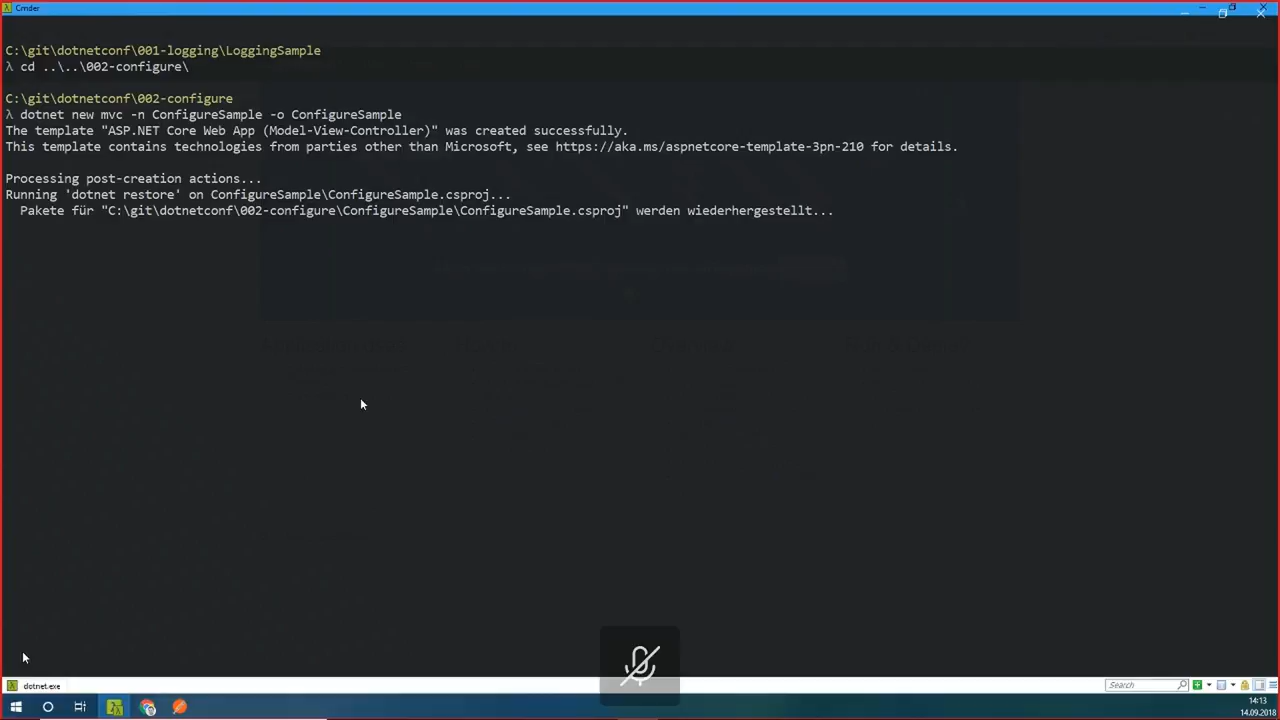 Cmder
C:\git\dotnetconf\001-logging\LoggingSample
λ cd ..\..\002-configure\
C:\git\dotnetconf\002-configure
λ dotnet new mvc -n ConfigureSample -o ConfigureSample
The template "ASP.NET Core Web App (Model-View-Controller)" was created successfully.
This template contains technologies from parties other than Microsoft, see https://aka.ms/aspnetcore-template-3pn-210 for details.
Processing post-creation actions...
Running 'dotnet restore' on ConfigureSample\ConfigureSample.csproj...
Pakete für "C:\git\dotnetconf\002-configure\ConfigureSample\ConfigureSample.csproj" werden wiederhergestellt...
dotnet.exe
Search
14:13
14.09.2018